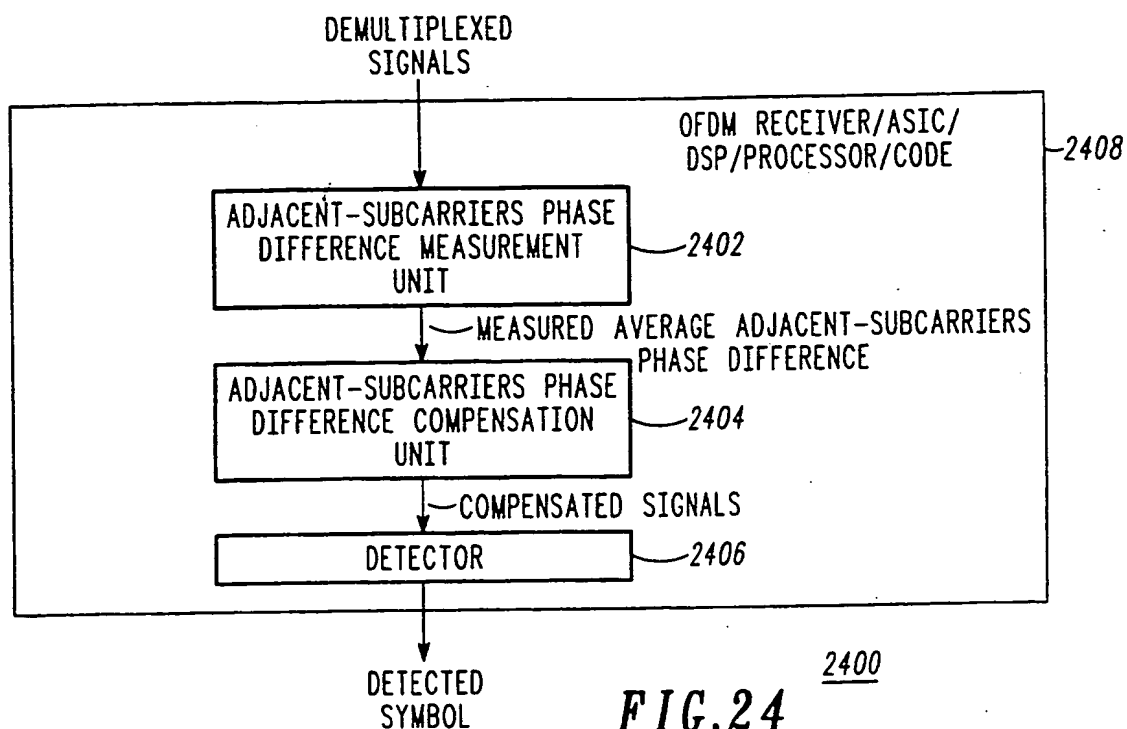 DEMULTIPLEXED
SIGNALS
OFDM RECEIVER/ASIC/
DSP/PROCESSOR/CODE
2408
ADJACENT-SUBCARRIERS PHASE
DIFFERENCE MEASUREMENT
UNIT
2402
MEASURED AVERAGE ADJACENT-SUBCARRIERS
PHASE DIFFERENCE
ADJACENT-SUBCARRIERS PHASE
DIFFERENCE COMPENSATION
UNIT
2404
COMPENSATED SIGNALS
DETECTOR
2406
DETECTED
SYMBOL
2400
FIG.24